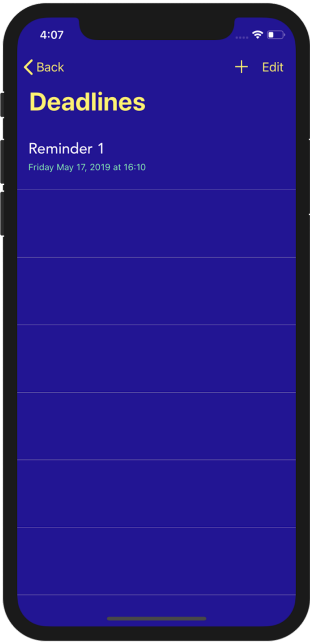 4:07
Back
Edit
Deadlines
Reminder 1
Friday May 17, 2019 at 16:10